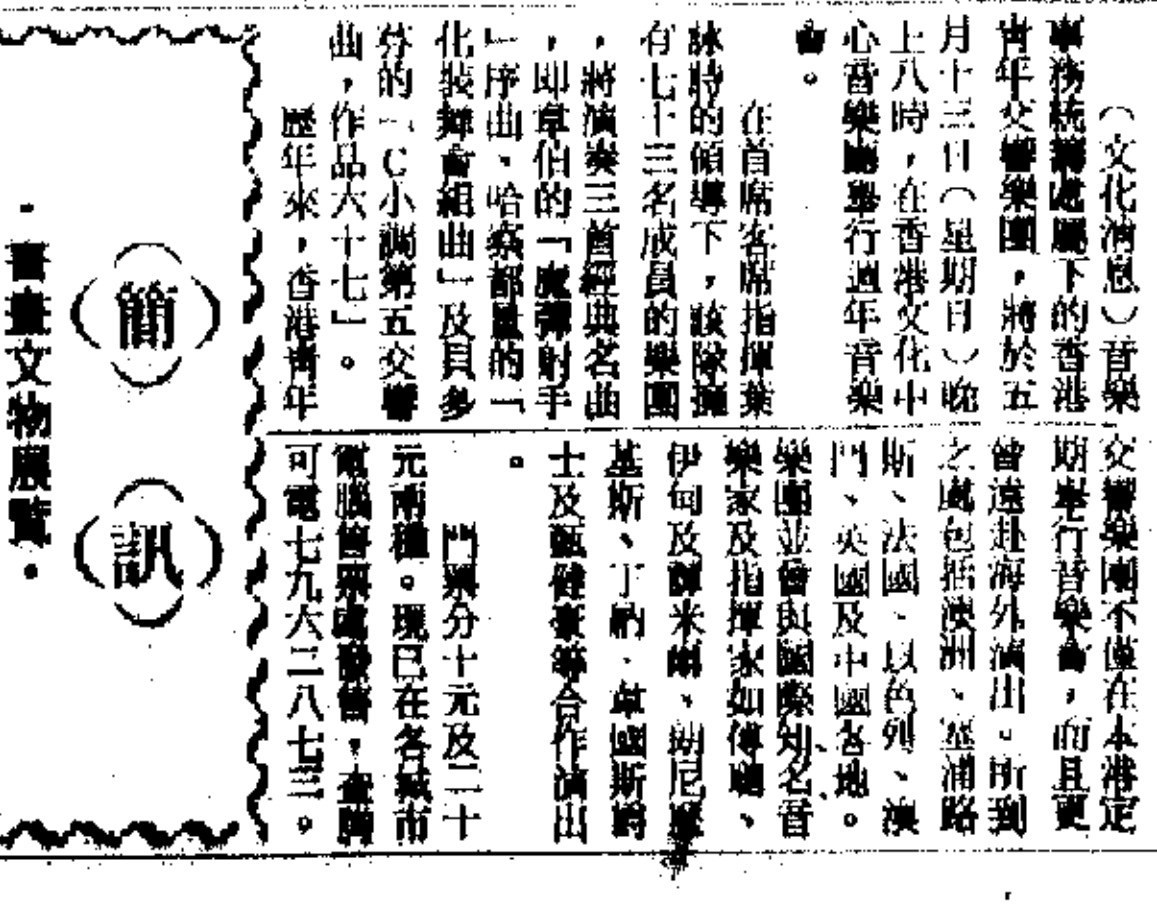 （文化消息）音樂
事務統籌處屬下的香港
青年交響樂團，將於五
月十三日（星期日）晚
上八時，在香港文化中
心音樂廳舉行週年音樂
會。
在首席客席指揮葉
詠詩的領導下，該隊擁
有七十三名成員的樂團
，將演奏三首經典名曲
，即韋伯的「魔彈射手
」序曲、哈察都量的「
化裝舞會組曲」及貝多
芬的「C小調第五交響
曲，作品六十七」。
歷年來，香港青年
交響樂團不僅在本港定
期舉行音樂會，而且更
曾遠赴海外演出。所到
之處包括澳洲、塞浦路
斯、法國、以色列、澳
門、英國及中國各地。
樂團並曾與國際知名音
樂家及指揮家如傅聰、
伊甸及譚米爾、胡尼
基斯、丁納．韋國斯爵
士及甄健豪等合作演出
。
門票分十元及二十
元兩種。現已在各城市
電腦售票處發售，查詢
可電七九六二八七三。
簡訊
・書畫文物展覽・